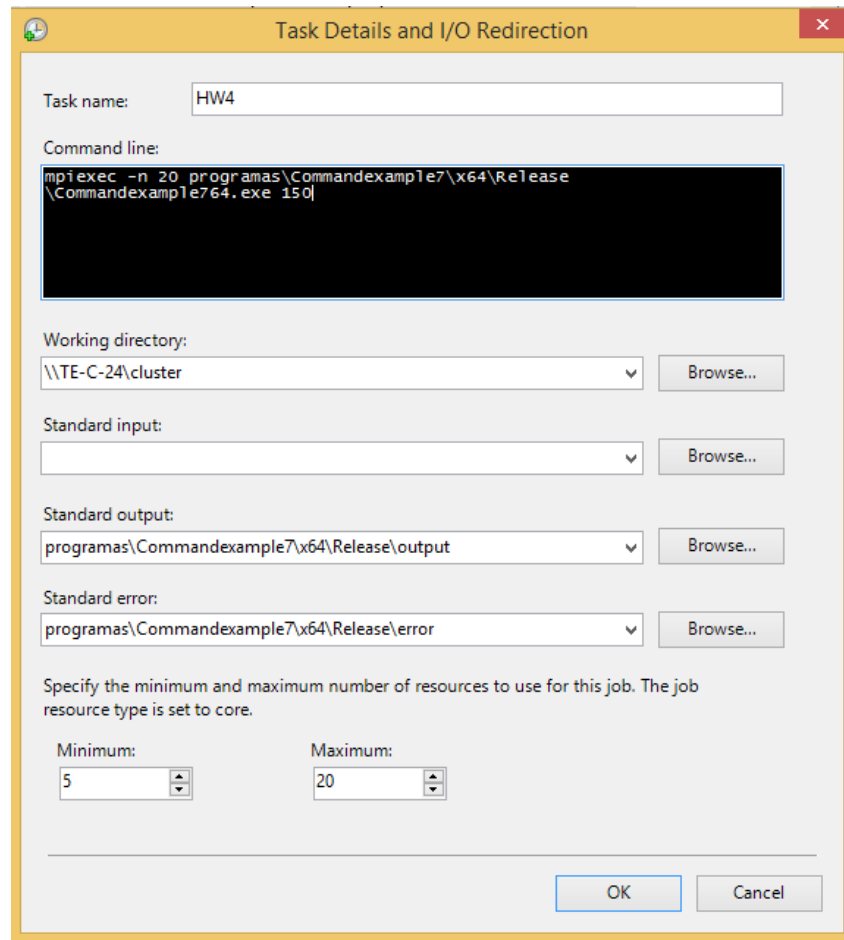 Task Details and I/O Redirection
Task name:
HW4
Command line:
mpiexec -n 20 programas\Commandexample7\x64\Release
\Commandexample764.exe 150
Working directory:
\\TE-C-24\cluster
Browse...
Standard input:
Browse...
Standard output:
programas\Commandexample7\x64\Release\output
Browse...
Standard error:
programas\Commandexample7\x64\Release\error
Browse...
Specify the minimum and maximum number of resources to use for this job. The job
resource type is set to core.
Minimum:
Maximum:
5
20
OK
Cancel